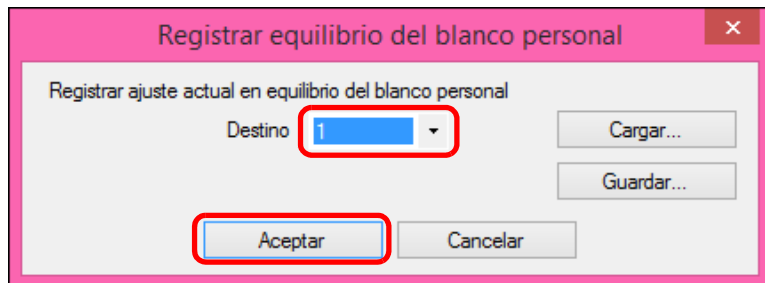 Registrar equilibrio del blanco personal
Registrar ajuste actual en equilibrio del blanco personal
Destino 1 Cargar...
Guardar...
Aceptar Cancelar